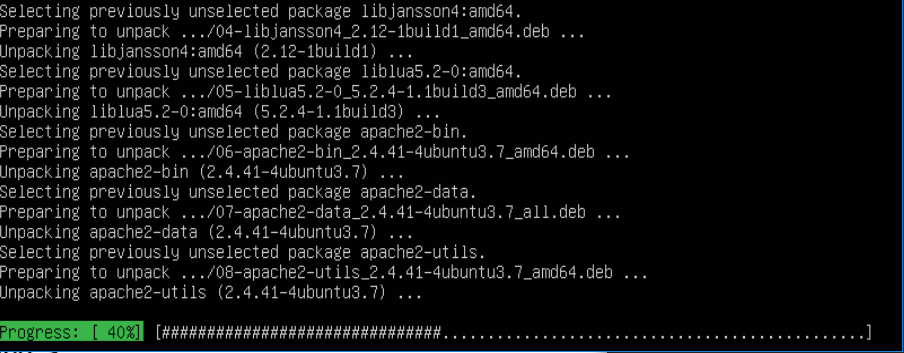 Selecting previously unselected package libjansson4:amd64.
Preparing to unpack .../04-libjansson4_2.12-1build1_amd64.deb ...
Unpacking libjansson4:amd64 (2.12-1build1) ...
Selecting previously unselected package liblua5.2-0:amd64.
Preparing to unpack .../05-liblua5.2-0_5.2.4-1.1build3_amd64.deb ...
Unpacking liblua5.2-0:amd64 (5.2.4-1.1build3) ...
Selecting previously unselected package apache2-bin.
Preparing to unpack .../06-apache2-bin_2.4.41-4ubuntu3.7_amd64.deb ...
Unpacking apache2-bin (2.4.41-4ubuntu3.7) ...
Selecting previously unselected package apache2-data.
Preparing to unpack .../07-apache2-data_2.4.41-4ubuntu3.7_all.deb ...
Unpacking apache2-data (2.4.41-4ubuntu3.7) ...
Selecting previously unselected package apache2-utils.
Preparing to unpack .../08-apache2-utils_2.4.41-4ubuntu3.7_amd64.deb ...
Unpacking apache2-utils (2.4.41-4ubuntu3.7) ...
Progress: [ 40%] [###############################...............................................]